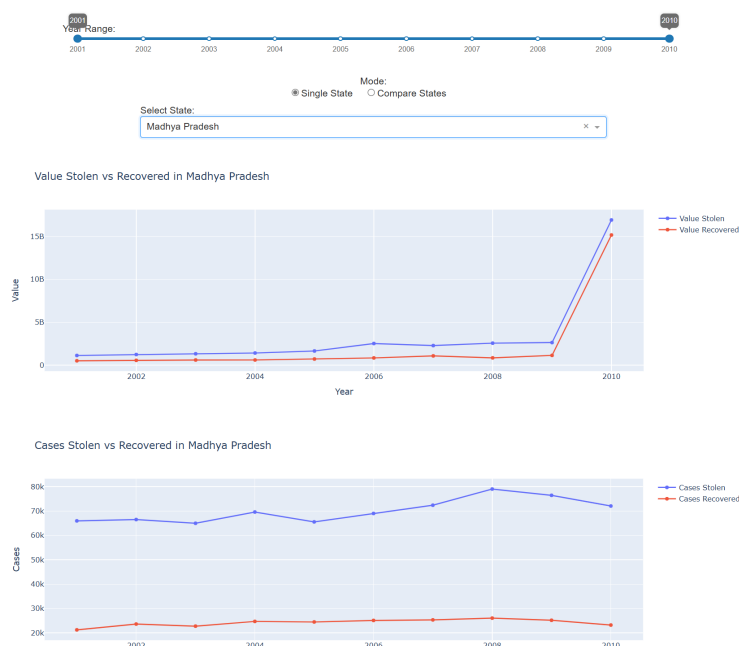 2001 2010
Year Range:
2001 2002 2003 2004 2005 2006 2007 2008 2009 2010
Mode:
Single State Compare States
Select State:
Madhya Pradesh ×
Value Stolen vs Recovered in Madhya Pradesh
Value Stolen
Value Recovered
15B
10B
5B
0
Value
2002 2004 2006 2008 2010
Year
Cases Stolen vs Recovered in Madhya Pradesh
Cases Stolen
Cases Recovered
80k
70k
60k
50k
40k
30k
20k
Cases
2002 2004 2006 2008 2010